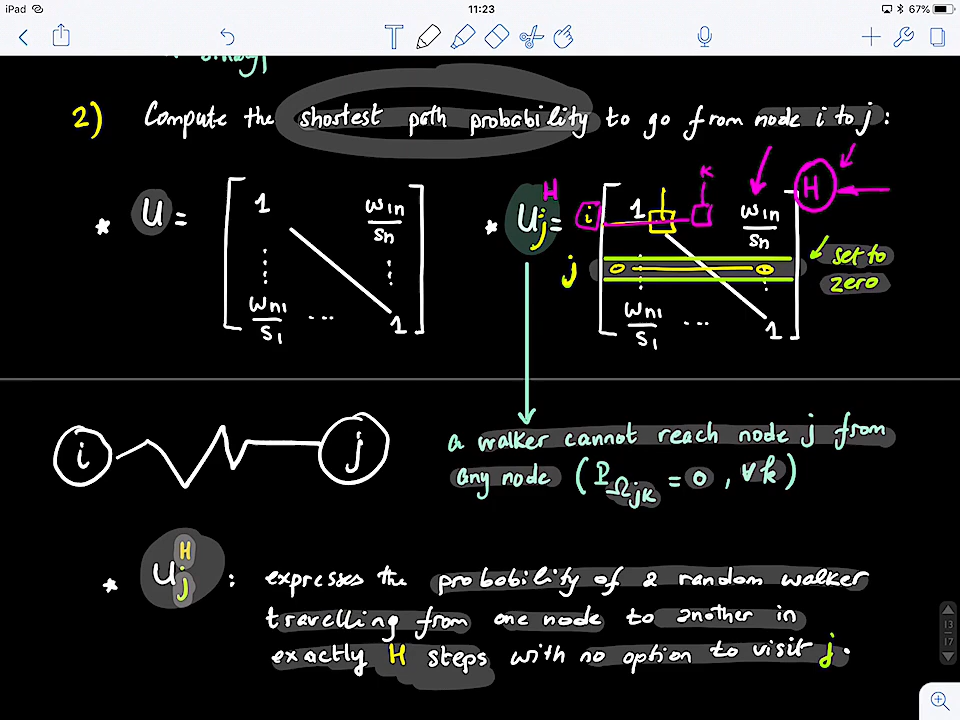 iPad 11:23 67%
T
2) Compute the shortest path probability to go from node i to j :
* U = 1 W1n/Sn Wn1/S1 ... 1
* Uj^H = i 1 K W1n/Sn H
j 0 0 set to zero
Wn1/S1 ... 1
i j
a walker cannot reach node j from
any node (PΩjk = 0, ∀k)
* Uj^H : expresses the probability of a random walker
travelling from one node to another in
exactly H steps with no option to visit j.
13
17